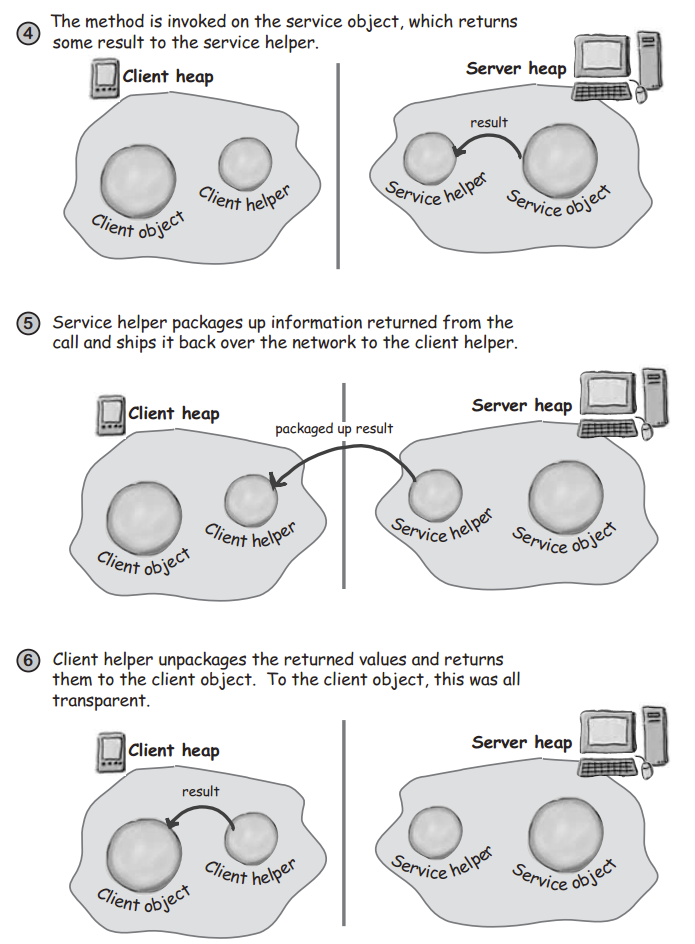 4 The method is invoked on the service object, which returns
some result to the service helper.
Client heap
Server heap
result
Client object
Client helper
Service helper
Service object
5 Service helper packages up information returned from the
call and ships it back over the network to the client helper.
Client heap
Server heap
packaged up result
Client object
Client helper
Service helper
Service object
6 Client helper unpackages the returned values and returns
them to the client object. To the client object, this was all
transparent.
Client heap
Server heap
result
Client object
Client helper
Service helper
Service object